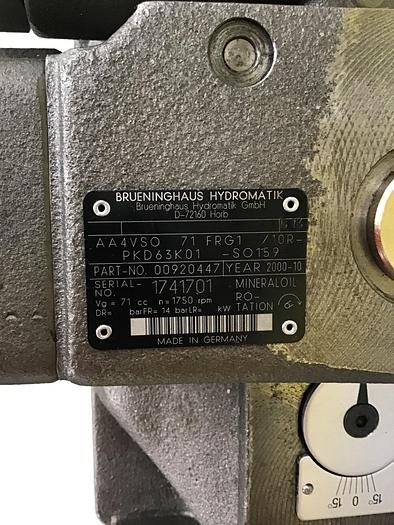 BRUENINGHAUS HYDROMATIK
Brueninghaus Hydromatik GmbH
D-72160 Horb
AA4VSO 71 FRG1 /10R-
PKD63K01 -SO159
PART-NO. 00920447 YEAR 2000-10
SERIAL-NO. 1741701 MINERALOIL
Vg= 71 cc n=1750 rpm RO-
DR= barFR= 14 barLR= kW TATION
MADE IN GERMANY
15° 0 15°